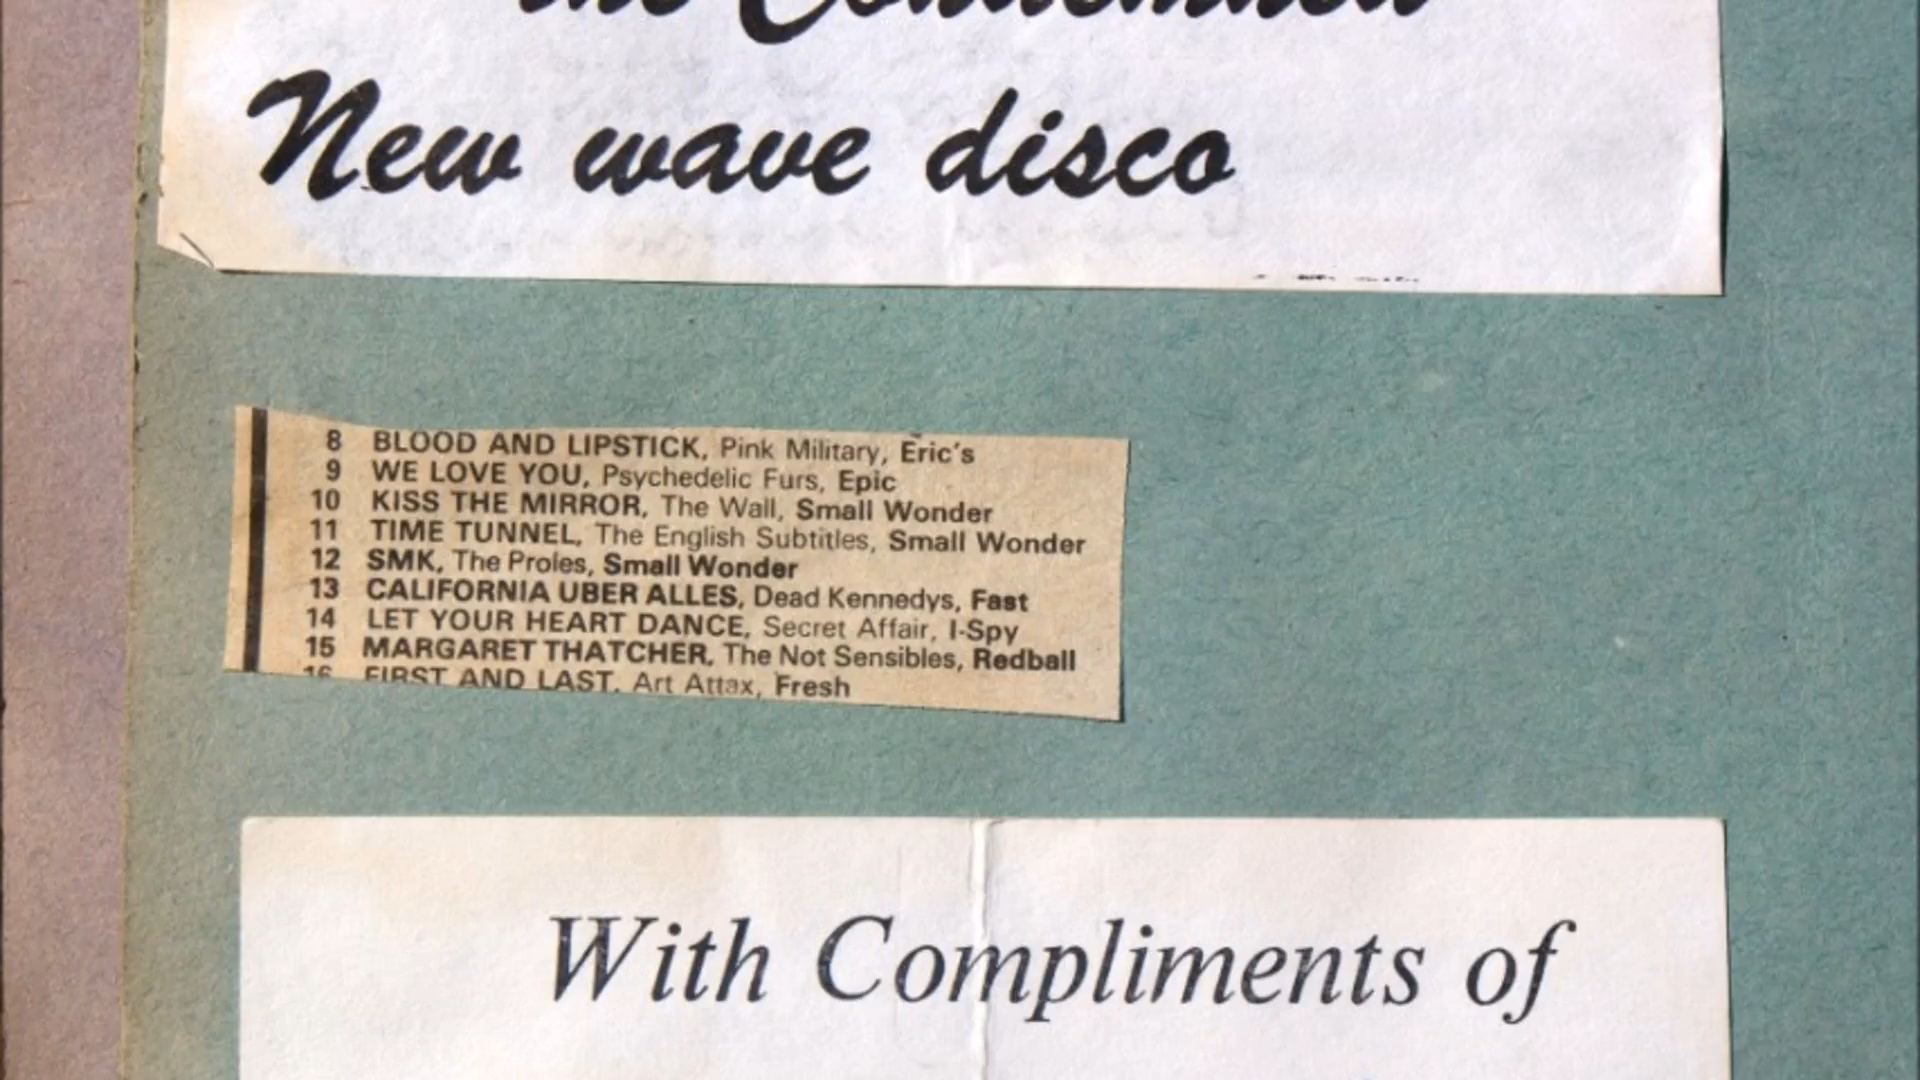 the Condemned
New wave disco
8 BLOOD AND LIPSTICK, Pink Military, Eric's
9 WE LOVE YOU, Psychedelic Furs, Epic
10 KISS THE MIRROR, The Wall, Small Wonder
11 TIME TUNNEL, The English Subtitles, Small Wonder
12 SMK, The Proles, Small Wonder
13 CALIFORNIA UBER ALLES, Dead Kennedys, Fast
14 LET YOUR HEART DANCE, Secret Affair, I-Spy
15 MARGARET THATCHER, The Not Sensibles, Redball
16 FIRST AND LAST, Art Attax, Fresh
With Compliments of